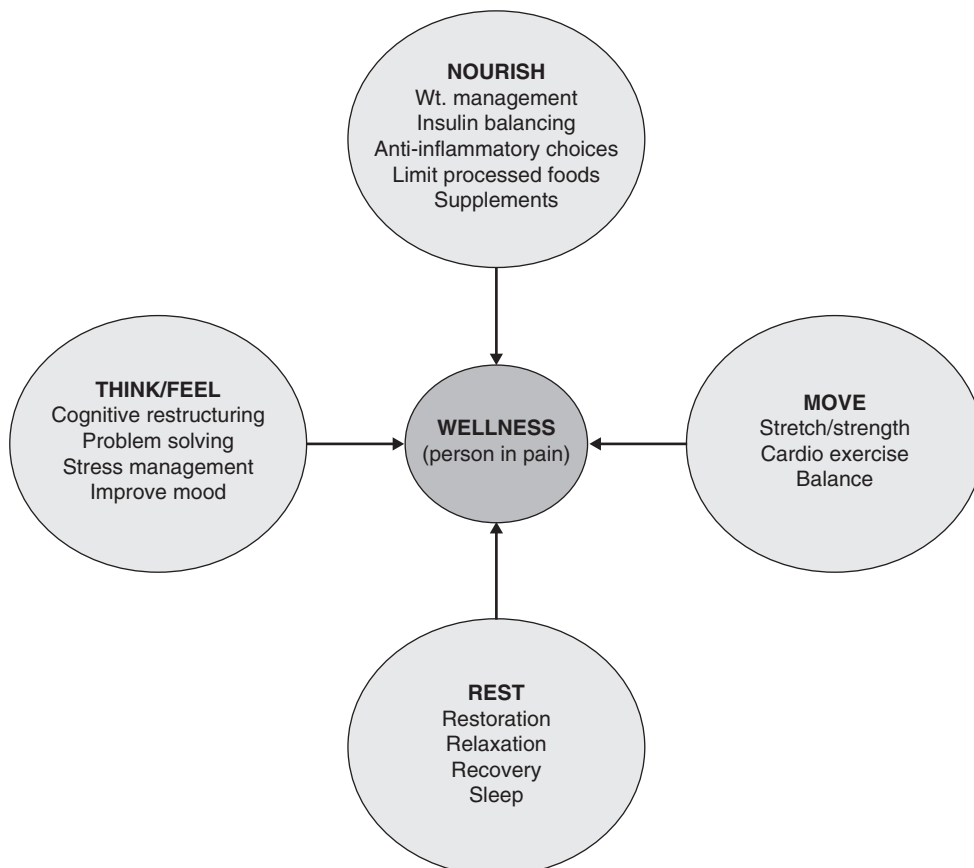 NOURISH
Wt. management
Insulin balancing
Anti-inflammatory choices
Limit processed foods
Supplements
THINK/FEEL
Cognitive restructuring
Problem solving
Stress management
Improve mood
WELLNESS
(person in pain)
MOVE
Stretch/strength
Cardio exercise
Balance
REST
Restoration
Relaxation
Recovery
Sleep